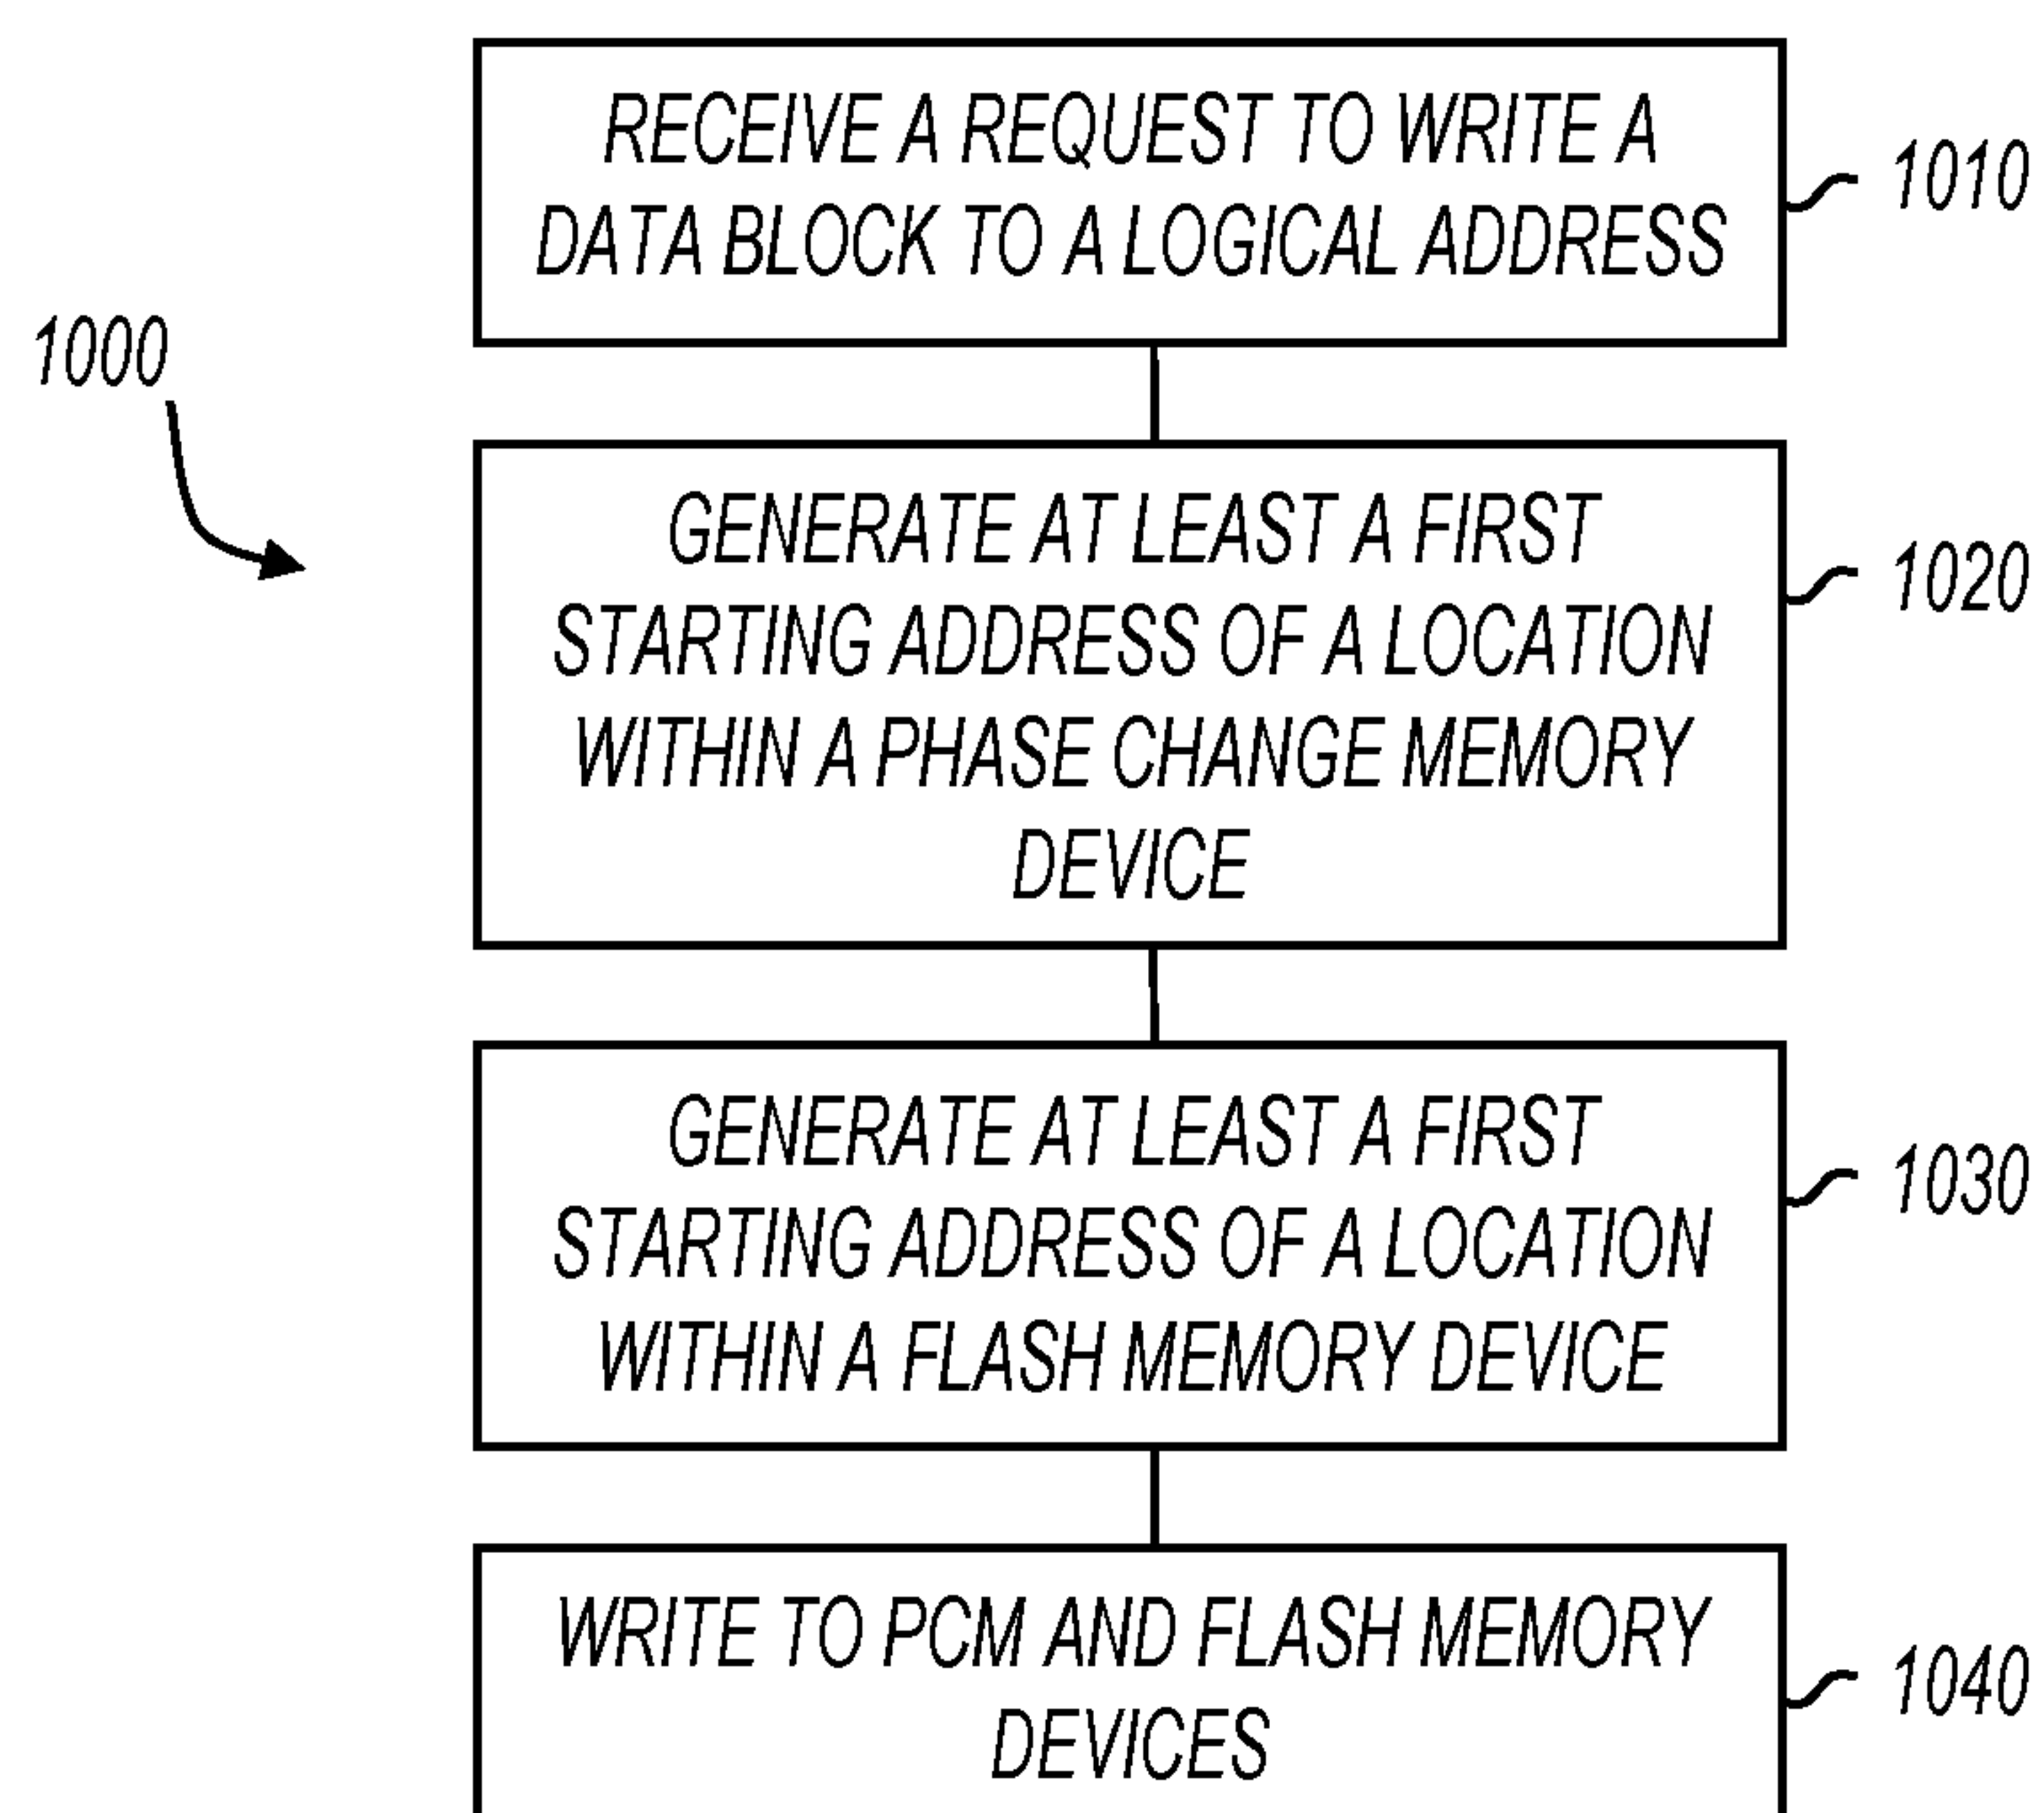 RECEIVE A REQUEST TO WRITE A
DATA BLOCK TO A LOGICAL ADDRESS
1010
1000
GENERATE AT LEAST A FIRST
STARTING ADDRESS OF A LOCATION
WITHIN A PHASE CHANGE MEMORY
DEVICE
1020
GENERATE AT LEAST A FIRST
STARTING ADDRESS OF A LOCATION
WITHIN A FLASH MEMORY DEVICE
1030
WRITE TO PCM AND FLASH MEMORY
DEVICES
1040